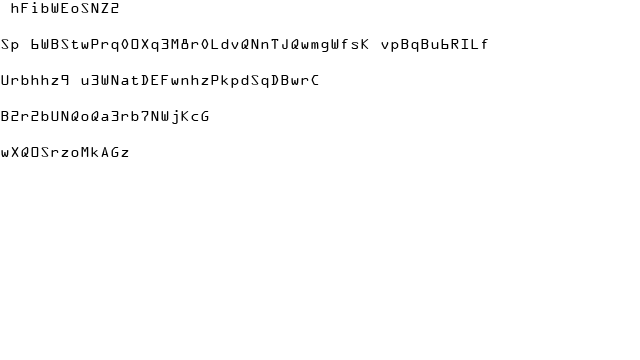 hFibWEoSNZ2
Sp 6WBStwPrq0OXq3M8r0LdvQNnTJQwmgWfsK vpBqBu6RILf
Urbhhz9 u3WNatDEFwnhzPkpdSqDBwrC
B2r2bUNQoQa3rb7NWjKcG
wXQOSrzoMkAGz